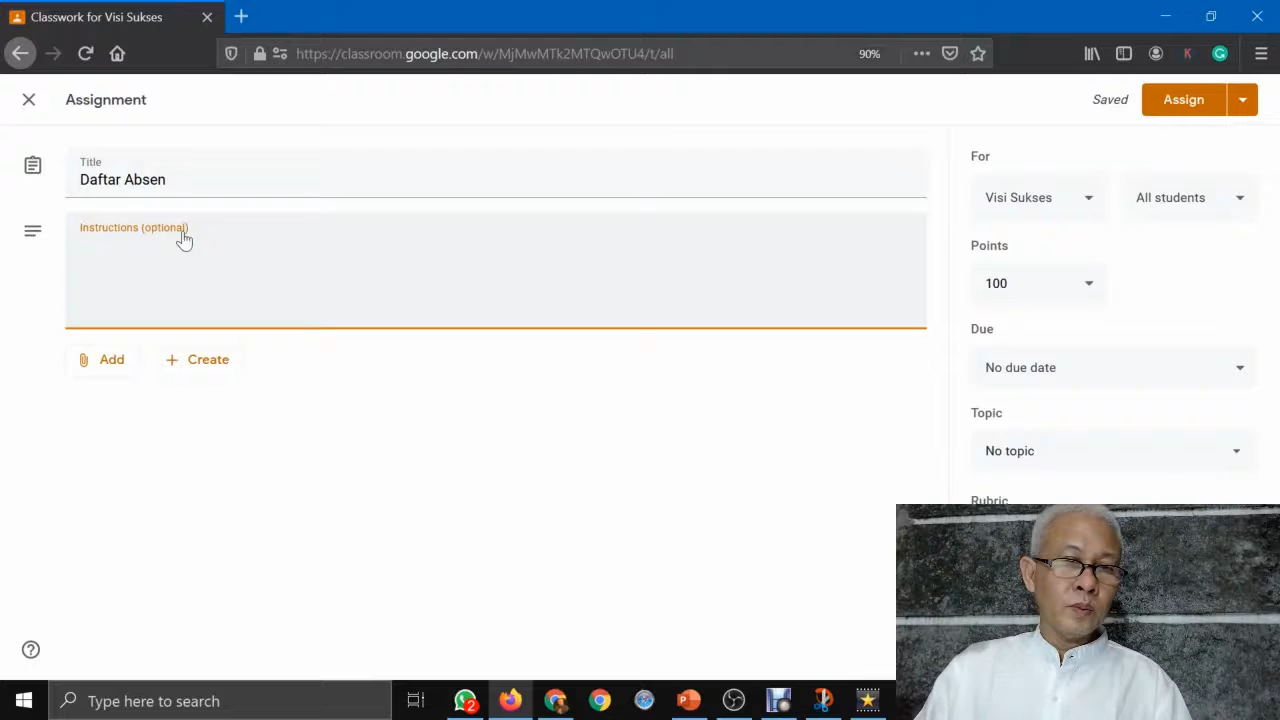 Classwork for Visi Sukses
https://classroom.google.com/w/MjMwMTk2MTQwOTU4/t/all
90%
K
Assignment
Saved
Assign
Title
Daftar Absen
Instructions (optional)
Add
Create
For
Visi Sukses
All students
Points
100
Due
No due date
Topic
No topic
Rubric
Type here to search
2